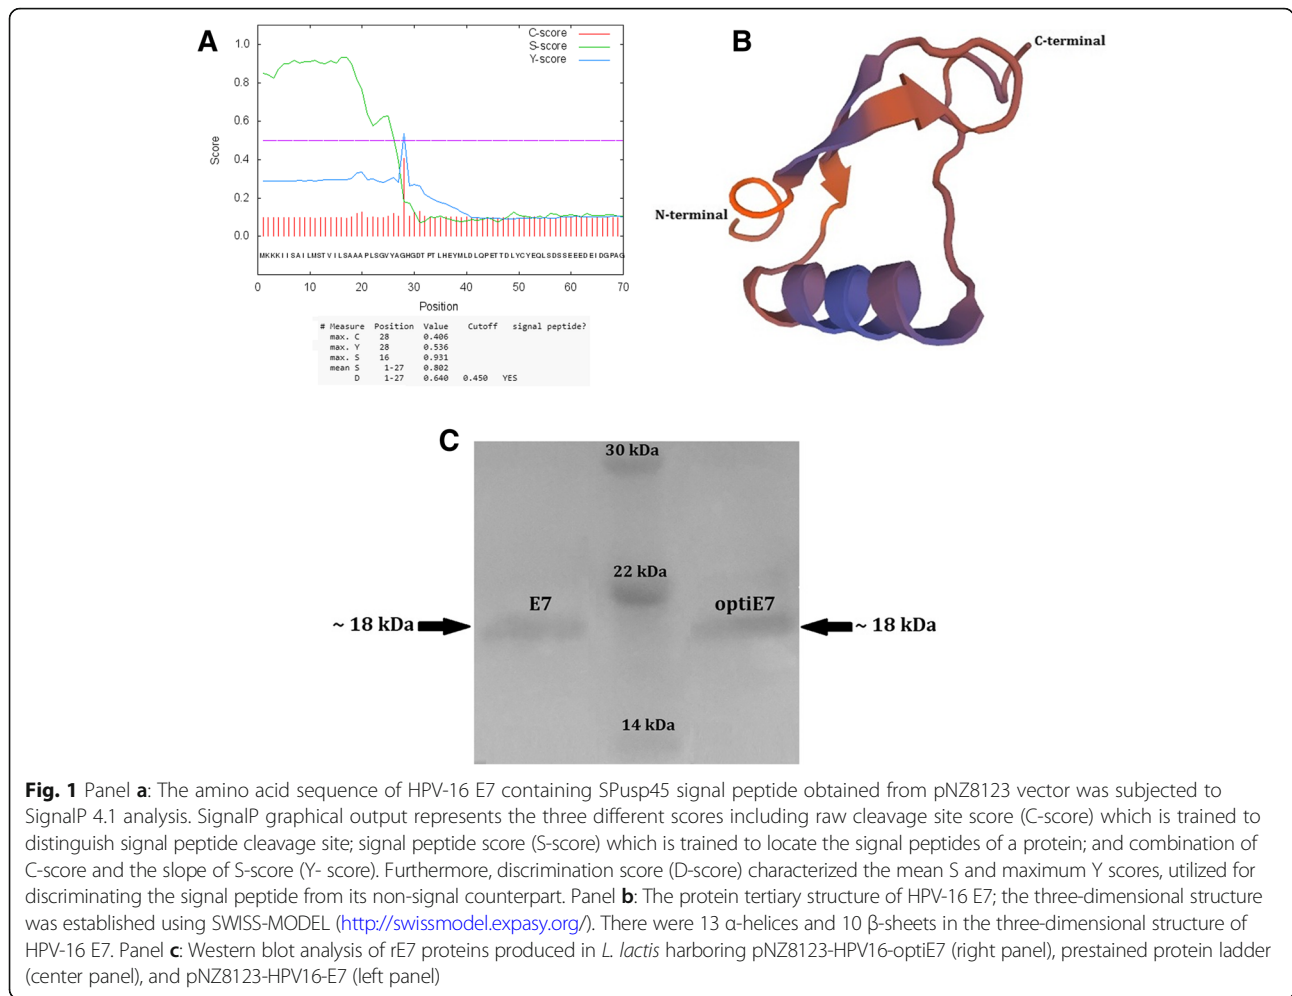 A
C-score
S-score
Y-score
1.0
0.8
0.6
0.4
0.2
0.0
Score
MKKKIISAILMSTVILSAAAPLSGVYAGHGDTPTLHEYMLDLQPETTDLYCYEQLSDSSEEEDEIDGPAG
0 10 20 30 40 50 60 70
Position
# Measure Position Value Cutoff signal peptide?
max. C 28 0.406
max. Y 28 0.536
max. S 16 0.931
mean S 1-27 0.802
D 1-27 0.640 0.450 YES
B
C-terminal
N-terminal
C
30 kDa
22 kDa
E7
optiE7
~ 18 kDa
~ 18 kDa
14 kDa
Fig. 1 Panel a: The amino acid sequence of HPV-16 E7 containing SPusp45 signal peptide obtained from pNZ8123 vector was subjected to
SignalP 4.1 analysis. SignalP graphical output represents the three different scores including raw cleavage site score (C-score) which is trained to
distinguish signal peptide cleavage site; signal peptide score (S-score) which is trained to locate the signal peptides of a protein; and combination of
C-score and the slope of S-score (Y- score). Furthermore, discrimination score (D-score) characterized the mean S and maximum Y scores, utilized for
discriminating the signal peptide from its non-signal counterpart. Panel b: The protein tertiary structure of HPV-16 E7; the three-dimensional structure
was established using SWISS-MODEL (http://swissmodel.expasy.org/). There were 13 α-helices and 10 β-sheets in the three-dimensional structure of
HPV-16 E7. Panel c: Western blot analysis of rE7 proteins produced in L. lactis harboring pNZ8123-HPV16-optiE7 (right panel), prestained protein ladder
(center panel), and pNZ8123-HPV16-E7 (left panel)